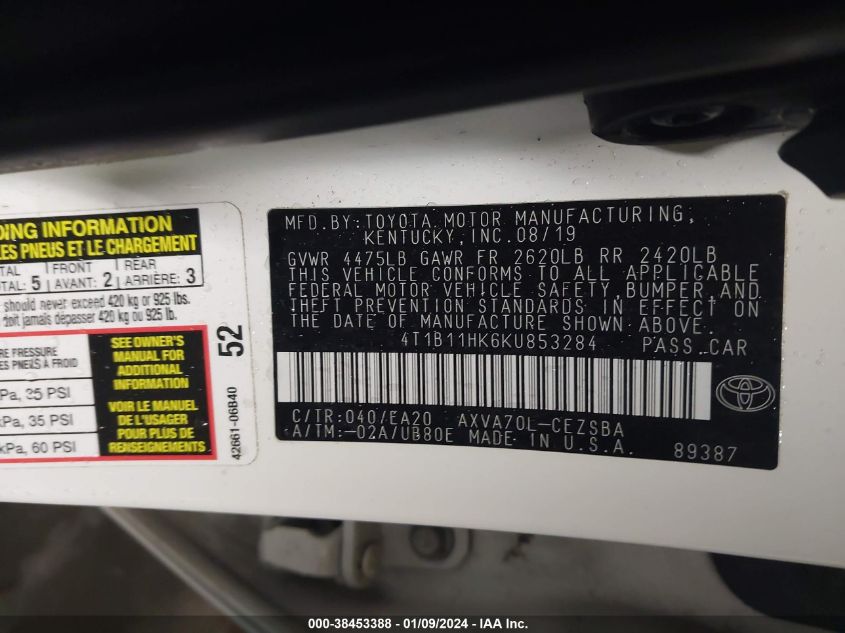 DING INFORMATION
LES PNEUS ET LE CHARGEMENT
TAL FRONT REAR
TAL: 5 AVANT: 2 ARRIÈRE: 3
should never exceed 420 kg or 925 lbs.
doit jamais dépasser 420 kg ou 925 lb.
RE PRESSURE
PNEUS À FROID
Pa, 35 PSI
kPa, 35 PSI
kPa, 60 PSI
SEE OWNER'S
MANUAL FOR
ADDITIONAL
INFORMATION
VOIR LE MANUEL
DE L'USAGER
POUR PLUS DE
RENSEIGNEMENTS
52
42661-06B40
MFD. BY: TOYOTA MOTOR MANUFACTURING,
KENTUCKY, INC. 08/19
GVWR 4475LB GAWR FR 2620LB RR 2420LB
THIS VEHICLE CONFORMS TO ALL APPLICABLE
FEDERAL MOTOR VEHICLE SAFETY, BUMPER, AND
THEFT PREVENTION STANDARDS IN EFFECT ON
THE DATE OF MANUFACTURE SHOWN ABOVE.
4T1B11HK6KU853284 PASS. CAR
C/TR: 040/EA20 AXVA70L-CEZSBA
A/TM: -02A/UB80E MADE IN U.S.A.
89387
000-38453388 - 01/09/2024 - IAA Inc.